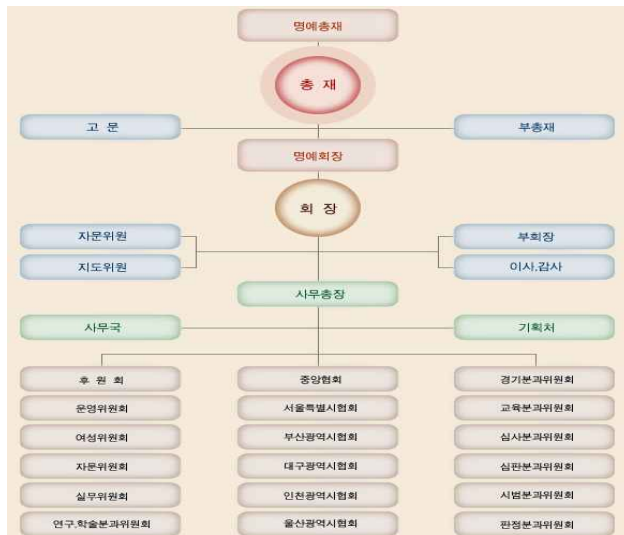 명예총재
총 재
고 문
부총재
명예회장
회 장
자문위원
부회장
지도위원
이사,감사
사무총장
사무국
기획처
후 원 회
중앙협회
경기분과위원회
운영위원회
서울특별시협회
교육분과위원회
여성위원회
부산광역시협회
심사분과위원회
자문위원회
대구광역시협회
심판분과위원회
실무위원회
인천광역시협회
시범분과위원회
연구,학술분과위원회
울산광역시협회
판정분과위원회